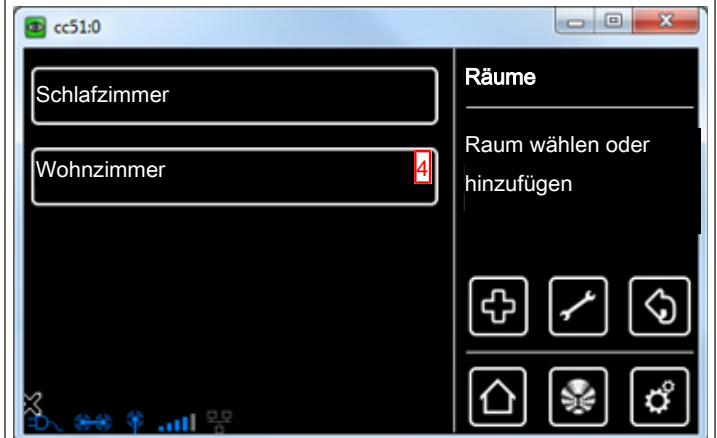 cc51:0
Schlafzimmer
Wohnzimmer 4
Räume
Raum wählen oder
hinzufügen